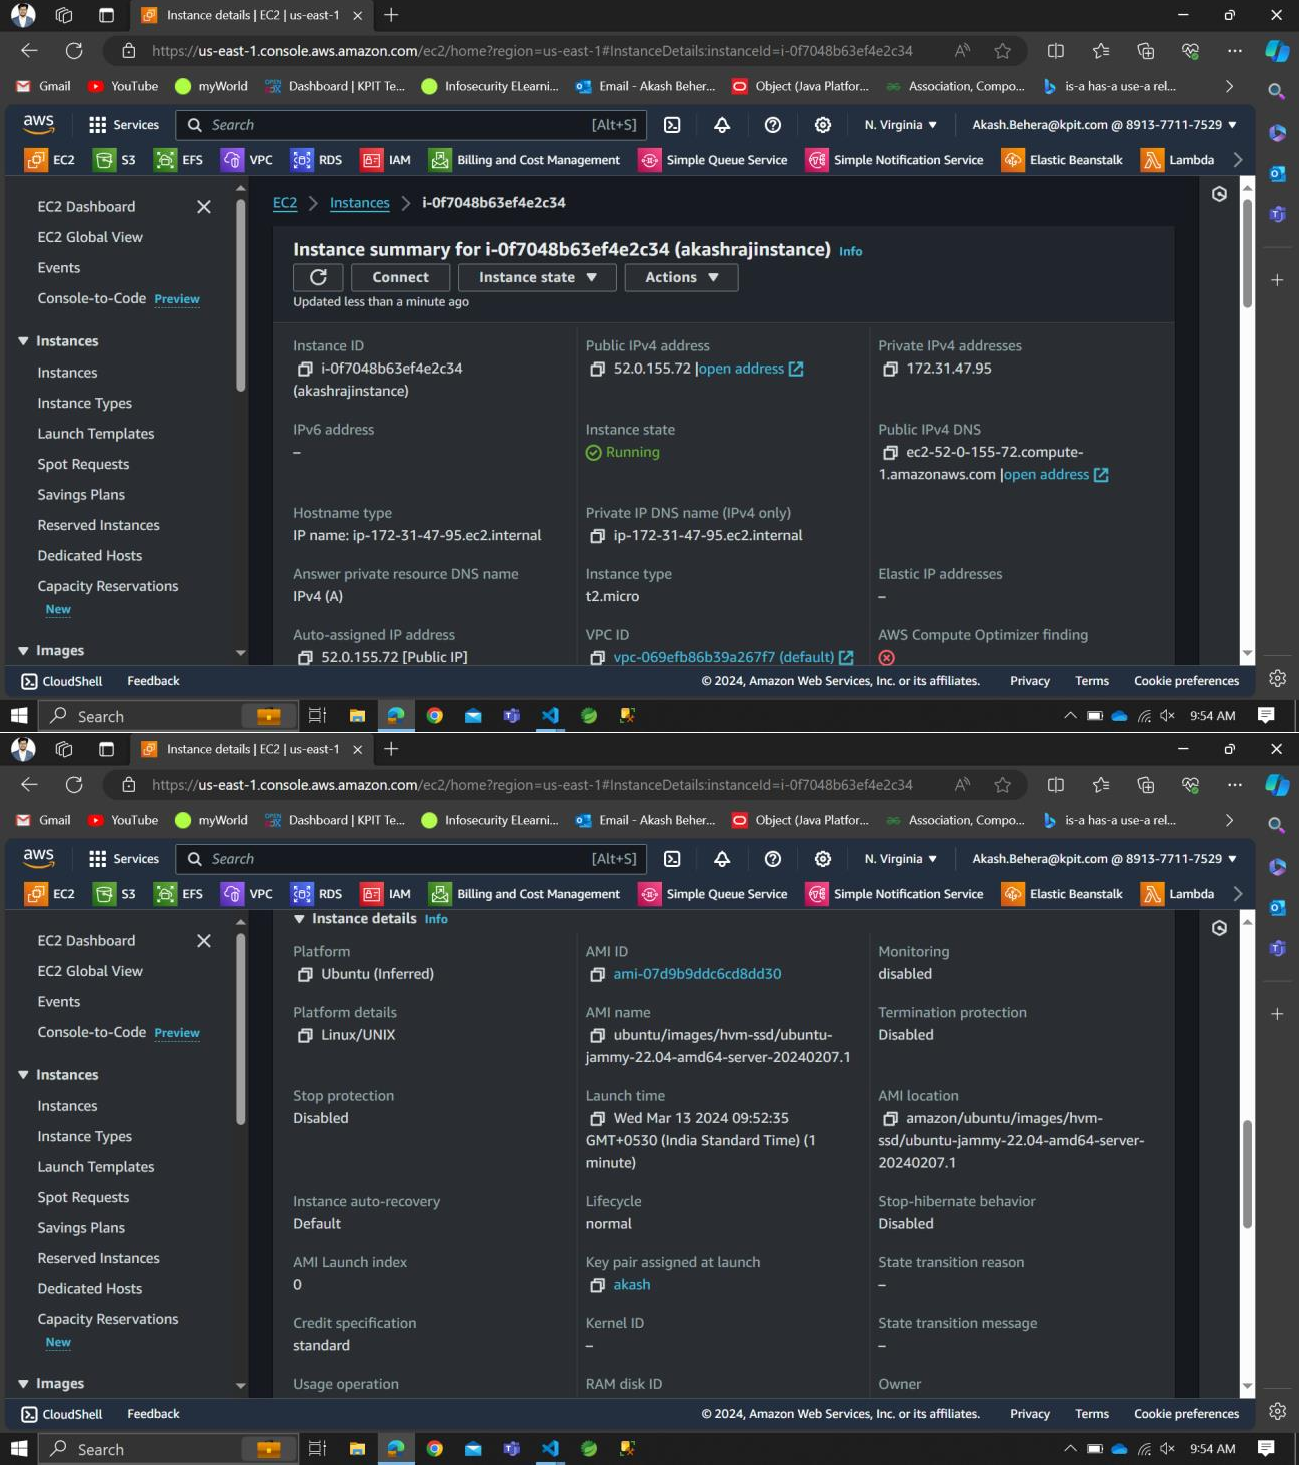 Instance details | EC2 | us-east-1
https://us-east-1.console.aws.amazon.com/ec2/home?region=us-east-1#InstanceDetails:instanceId=i-0f7048b63ef4e2c34
Gmail YouTube myWorld Dashboard | KPIT Te... Infosecurity ELearni... Email - Akash Beher... Object (Java Platfor... Association, Compo... is-a has-a use-a rel...
aws Services Search [Alt+S] N. Virginia Akash.Behera@kpit.com @ 8913-7711-7529
EC2 S3 EFS VPC RDS IAM Billing and Cost Management Simple Queue Service Simple Notification Service Elastic Beanstalk Lambda
EC2 Dashboard
EC2 Global View
Events
Console-to-Code Preview
Instances
Instances
Instance Types
Launch Templates
Spot Requests
Savings Plans
Reserved Instances
Dedicated Hosts
Capacity Reservations
New
Images
EC2 > Instances > i-0f7048b63ef4e2c34
Instance summary for i-0f7048b63ef4e2c34 (akashrajinstance) Info
Connect Instance state Actions
Updated less than a minute ago
Instance ID
i-0f7048b63ef4e2c34
(akashrajinstance)
Public IPv4 address
52.0.155.72 |open address
Private IPv4 addresses
172.31.47.95
IPv6 address
–
Instance state
Running
Public IPv4 DNS
ec2-52-0-155-72.compute-
1.amazonaws.com |open address
Hostname type
IP name: ip-172-31-47-95.ec2.internal
Private IP DNS name (IPv4 only)
ip-172-31-47-95.ec2.internal
Answer private resource DNS name
IPv4 (A)
Instance type
t2.micro
Elastic IP addresses
–
Auto-assigned IP address
52.0.155.72 [Public IP]
VPC ID
vpc-069efb86b39a267f7 (default)
AWS Compute Optimizer finding
CloudShell Feedback © 2024, Amazon Web Services, Inc. or its affiliates. Privacy Terms Cookie preferences
Search 9:54 AM
Instance details | EC2 | us-east-1
https://us-east-1.console.aws.amazon.com/ec2/home?region=us-east-1#InstanceDetails:instanceId=i-0f7048b63ef4e2c34
Gmail YouTube myWorld Dashboard | KPIT Te... Infosecurity ELearni... Email - Akash Beher... Object (Java Platfor... Association, Compo... is-a has-a use-a rel...
aws Services Search [Alt+S] N. Virginia Akash.Behera@kpit.com @ 8913-7711-7529
EC2 S3 EFS VPC RDS IAM Billing and Cost Management Simple Queue Service Simple Notification Service Elastic Beanstalk Lambda
EC2 Dashboard
EC2 Global View
Events
Console-to-Code Preview
Instances
Instances
Instance Types
Launch Templates
Spot Requests
Savings Plans
Reserved Instances
Dedicated Hosts
Capacity Reservations
New
Images
Instance details Info
Platform
Ubuntu (Inferred)
AMI ID
ami-07d9b9ddc6cd8dd30
Monitoring
disabled
Platform details
Linux/UNIX
AMI name
ubuntu/images/hvm-ssd/ubuntu-
jammy-22.04-amd64-server-20240207.1
Termination protection
Disabled
Stop protection
Disabled
Launch time
Wed Mar 13 2024 09:52:35
GMT+0530 (India Standard Time) (1
minute)
AMI location
amazon/ubuntu/images/hvm-
ssd/ubuntu-jammy-22.04-amd64-server-
20240207.1
Instance auto-recovery
Default
Lifecycle
normal
Stop-hibernate behavior
Disabled
AMI Launch index
0
Key pair assigned at launch
akash
State transition reason
–
Credit specification
standard
Kernel ID
–
State transition message
–
Usage operation
RAM disk ID
Owner
CloudShell Feedback © 2024, Amazon Web Services, Inc. or its affiliates. Privacy Terms Cookie preferences
Search 9:54 AM